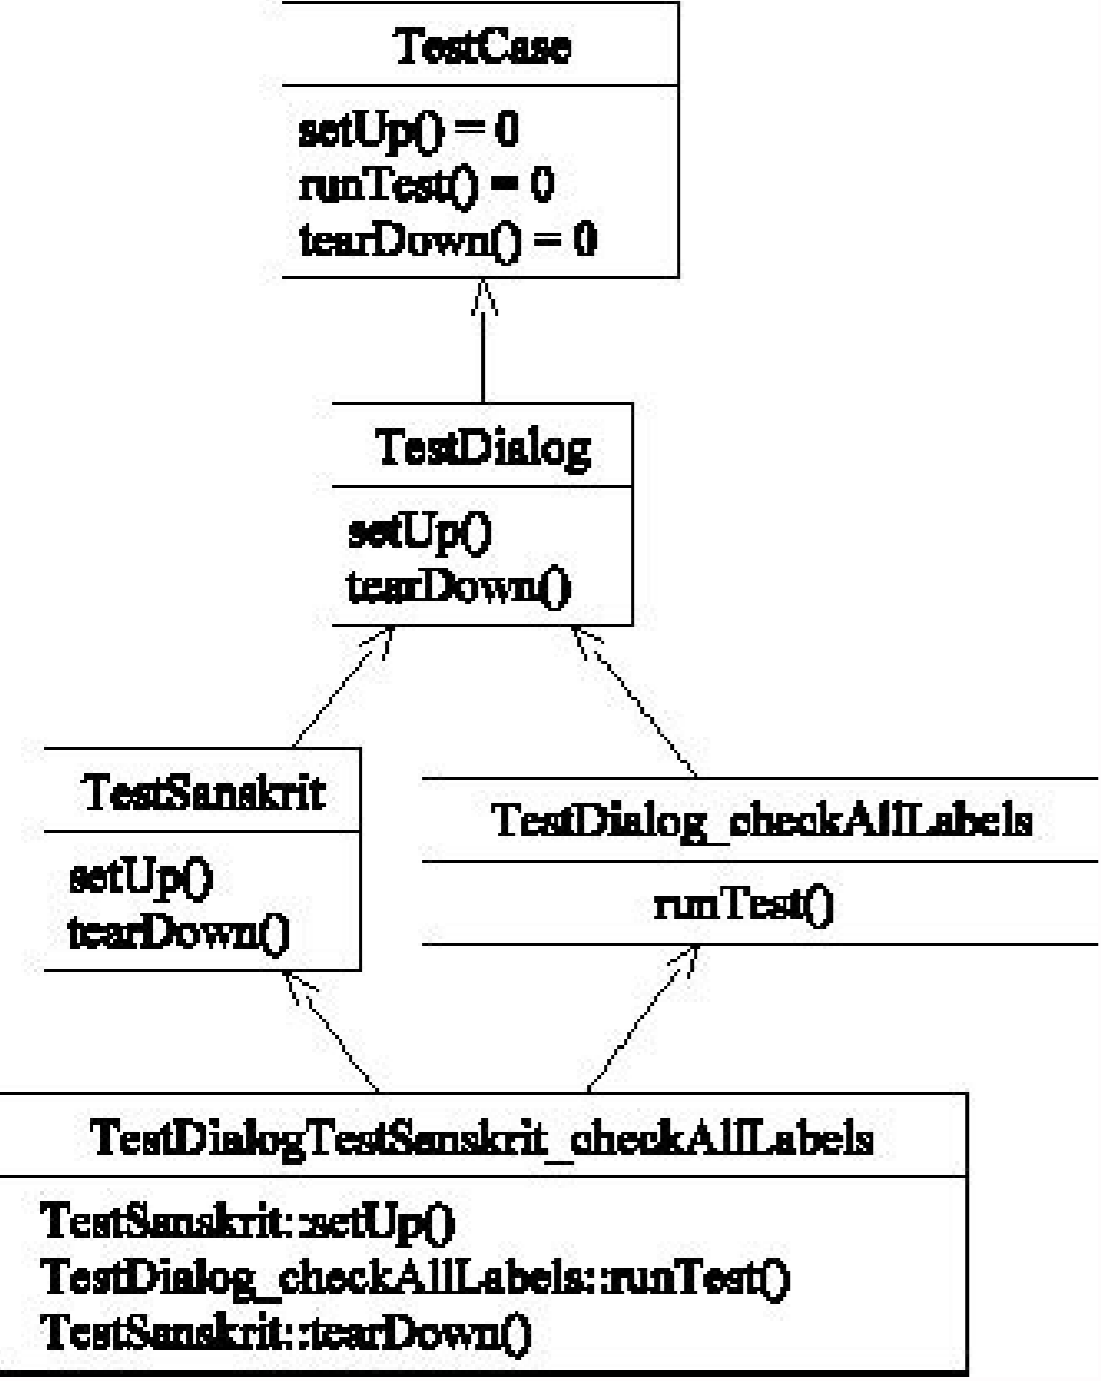 TestCase
setUp() = 0
runTest() = 0
tearDown() = 0
TestDialog
setUp()
tearDown()
TestSanskrit
setUp()
tearDown()
TestDialog_checkAllLabels
runTest()
TestDialogTestSanskrit_checkAllLabels
TestSanskrit::setUp()
TestDialog_checkAllLabels::runTest()
TestSanskrit::tearDown()